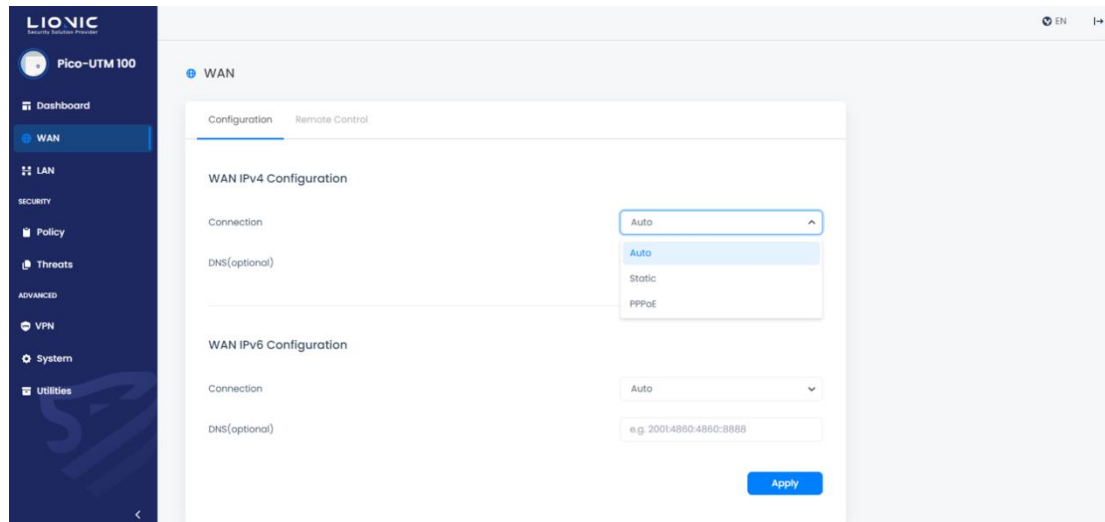 LIONIC
Security Solution Provider
EN
Pico-UTM 100
Dashboard
WAN
LAN
SECURITY
Policy
Threats
ADVANCED
VPN
System
Utilities
WAN
Configuration Remote Control
WAN IPv4 Configuration
Connection Auto
Auto
DNS(optional)
Static
PPPoE
WAN IPv6 Configuration
Connection Auto
DNS(optional) e.g. 2001:4860:4860::8888
Apply